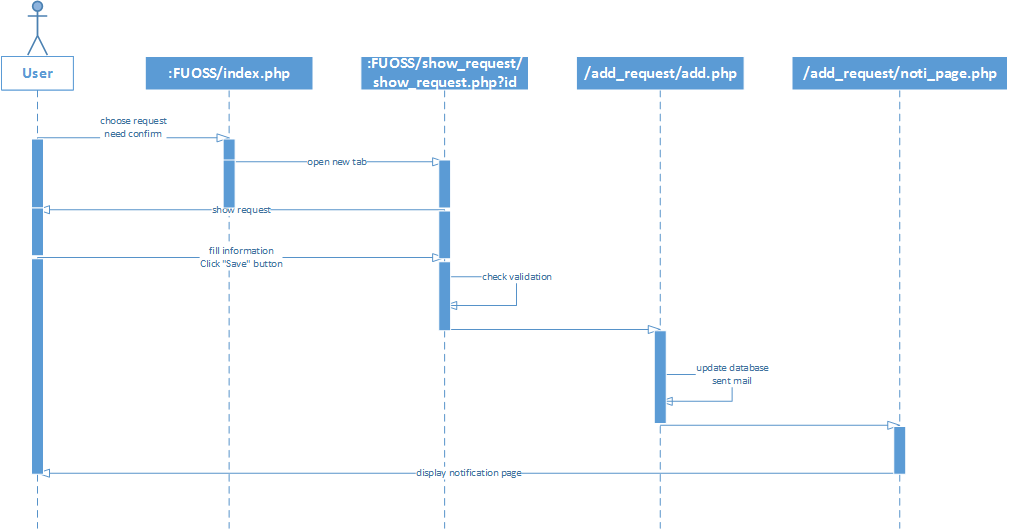 User
:FUOSS/index.php
:FUOSS/show_request/
show_request.php?id
/add_request/add.php
/add_request/noti_page.php
choose request
need confirm
open new tab
show request
fill information
Click "Save" button
check validation
update database
sent mail
display notification page